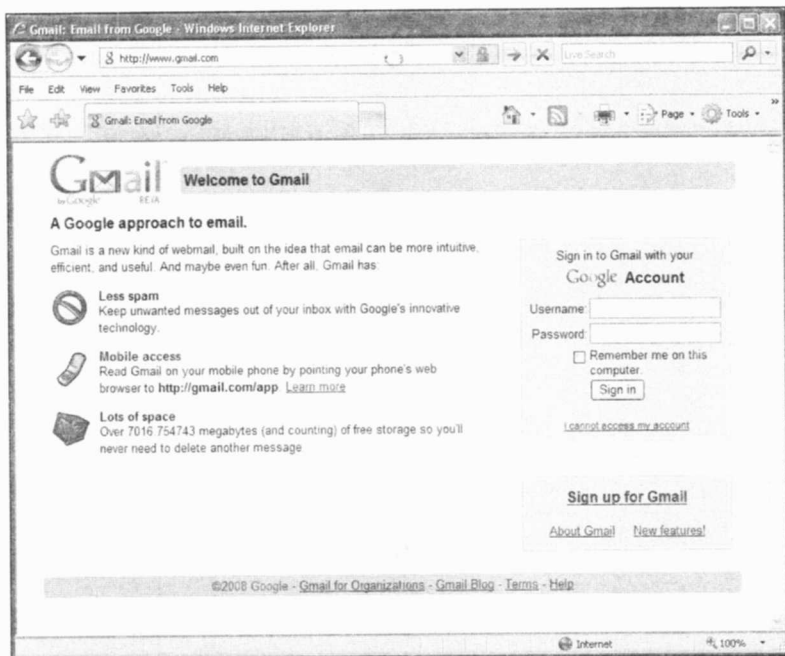 Gmail: Email from Google - Windows Internet Explorer
http://www.gmail.com
Live Search
File Edit View Favorites Tools Help
Gmail: Email from Google
Page Tools
Gmail
by Google BETA
Welcome to Gmail
A Google approach to email.
Gmail is a new kind of webmail, built on the idea that email can be more intuitive,
efficient, and useful. And maybe even fun. After all, Gmail has:
Less spam
Keep unwanted messages out of your inbox with Google's innovative
technology.
Mobile access
Read Gmail on your mobile phone by pointing your phone's web
browser to http://gmail.com/app Learn more
Lots of space
Over 7016.754743 megabytes (and counting) of free storage so you'll
never need to delete another message
Sign in to Gmail with your
Google Account
Username:
Password:
Remember me on this
computer.
Sign in
I cannot access my account
Sign up for Gmail
About Gmail New features!
©2008 Google - Gmail for Organizations - Gmail Blog - Terms - Help
Internet 100%